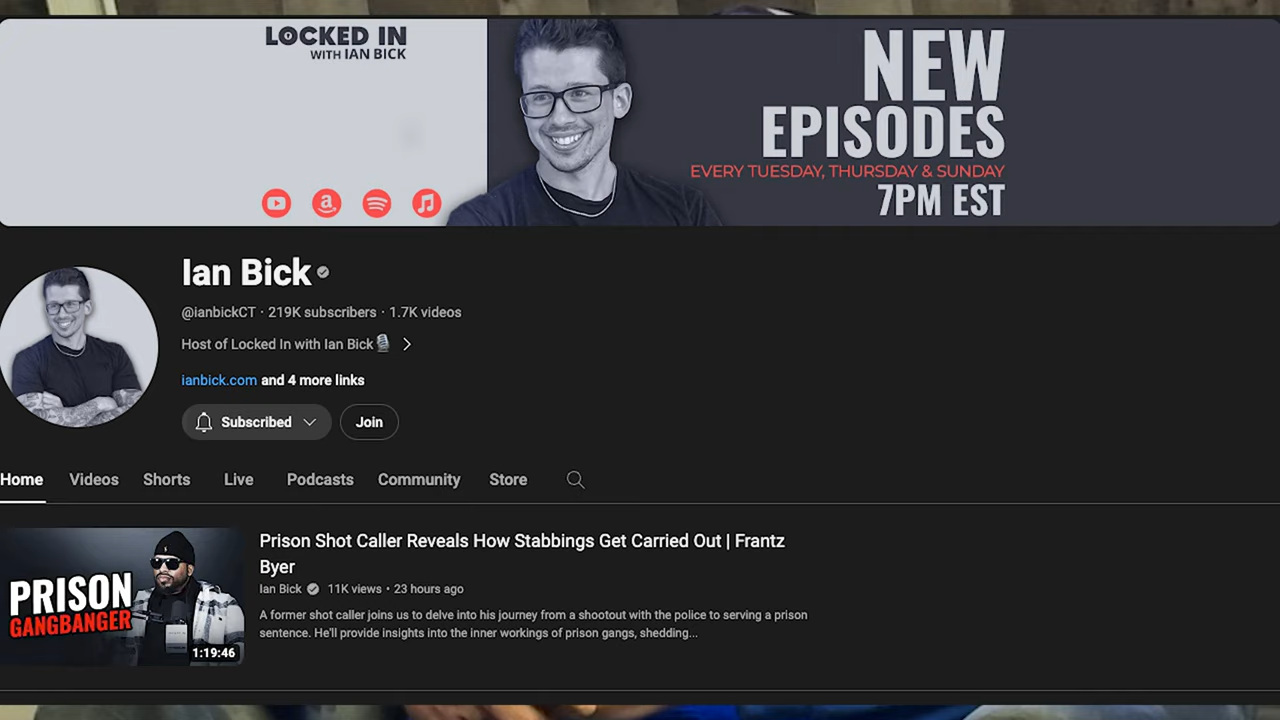 LOCKED IN
WITH IAN BICK
NEW
EPISODES
EVERY TUESDAY, THURSDAY & SUNDAY
7PM EST
Ian Bick
@ianbickCT · 219K subscribers · 1.7K videos
Host of Locked In with Ian Bick🎙️
ianbick.com and 4 more links
Subscribed
Join
Home Videos Shorts Live Podcasts Community Store
PRISON
GANGBANGER
1:19:46
Prison Shot Caller Reveals How Stabbings Get Carried Out | Frantz
Byer
Ian Bick 11K views • 23 hours ago
A former shot caller joins us to delve into his journey from a shootout with the police to serving a prison
sentence. He'll provide insights into the inner workings of prison gangs, shedding...